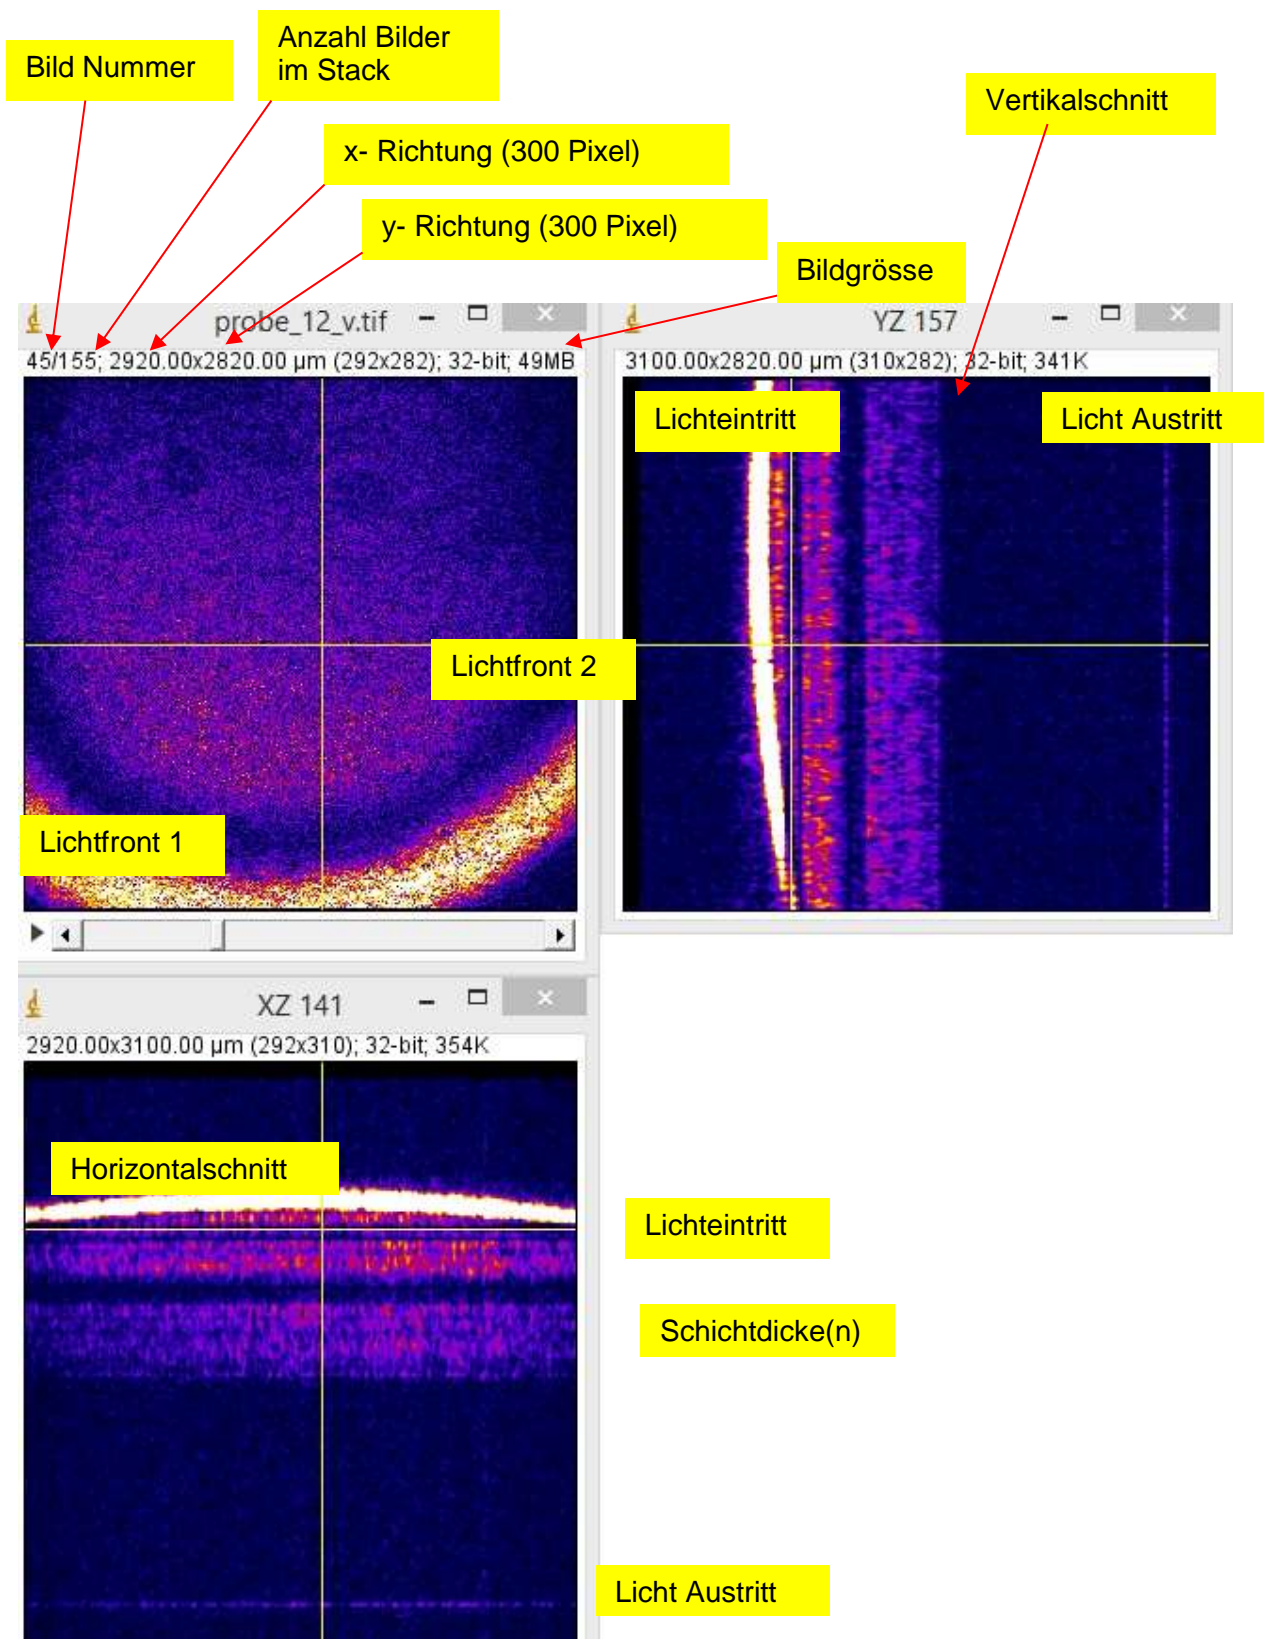 Anzahl Bilder
im Stack
Bild Nummer
Vertikalschnitt
x- Richtung (300 Pixel)
y- Richtung (300 Pixel)
Bildgrösse
probe_12_v.tif
YZ 157
45/155; 2920.00x2820.00 µm (292x282); 32-bit; 49MB
3100.00x2820.00 µm (310x282); 32-bit; 341K
Lichteintritt
Licht Austritt
Lichtfront 2
Lichtfront 1
XZ 141
2920.00x3100.00 µm (292x310); 32-bit; 354K
Horizontalschnitt
Lichteintritt
Schichtdicke(n)
Licht Austritt